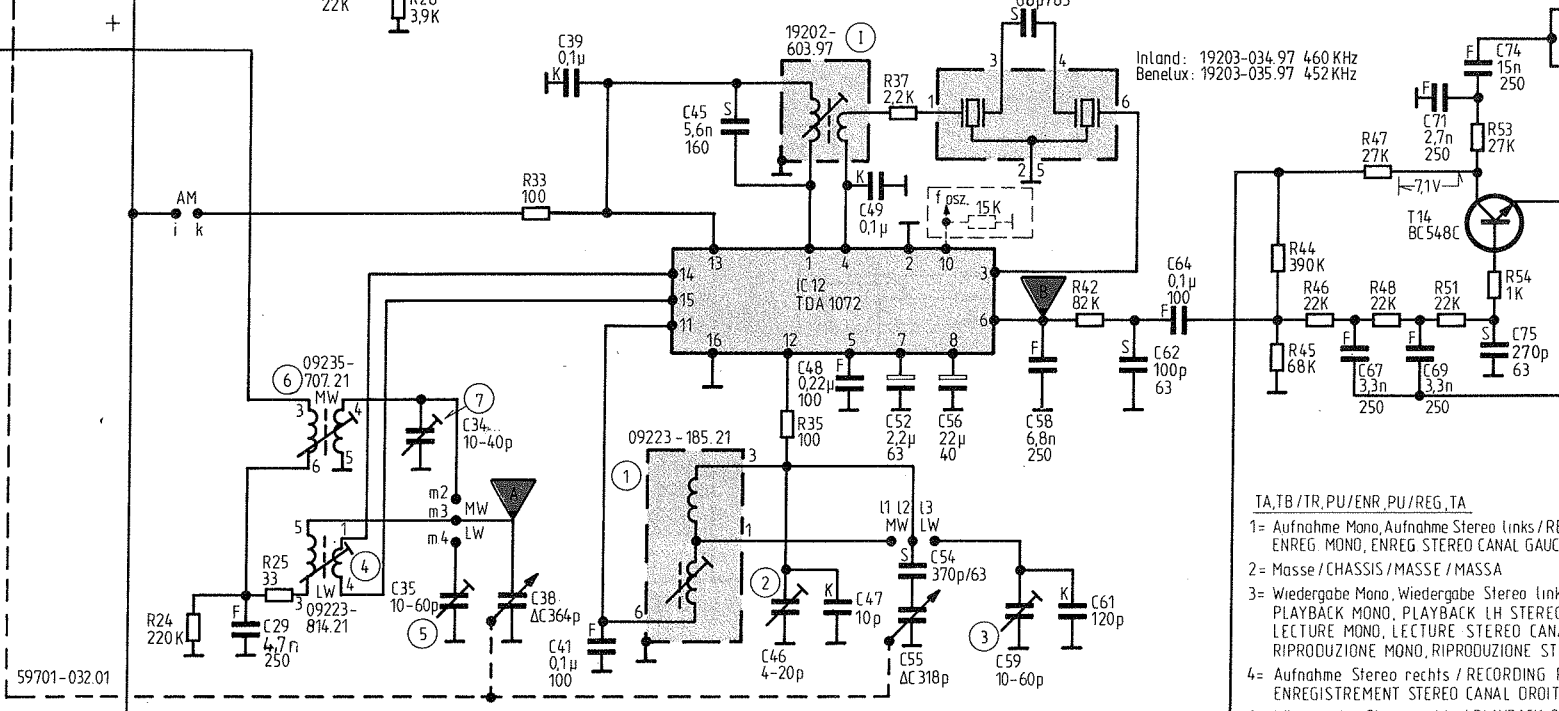 22K
R28
3,9K
+
C39
0,1µ
K
19202-
603.97
I
R37
2,2K
68p/63
S
3
4
1
6
2
5
Inland: 19203-034.97 460 KHz
Benelux: 19203-035.97 452 KHz
F
C74
15n
250
F
C71
2,7n
250
R53
27K
R47
27K
7,1V
C45
5,6n
160
S
R33
100
AM
i
k
K
C49
0,1µ
f osz.
15K
T14
BC548C
13
1
4
2
10
14
15
11
3
6
IC12
TDA 1072
16
12
5
7
8
B
R42
82K
C64
0,1µ
100
F
R44
390K
R54
1K
R46
22K
R48
22K
R51
22K
R45
68K
F
C67
3,3n
250
F
C69
3,3n
250
S
C75
270p
63
F
C58
6,8n
250
S
C62
100p
63
F
C48
0,22µ
100
C52
2,2µ
63
C56
22µ
40
R35
100
6
09235-
707.21
MW
3
4
6
5
7
C34
10-40p
m2
m3
m4
MW
LW
A
5
1
3
4
LW
09223-
814.21
4
R25
33
R24
220K
F
C29
4,7n
250
C35
10-60p
5
C38
ΔC364p
09223-185.21
1
3
1
6
F
C41
0,1µ
100
2
C46
4-20p
K
C47
10p
l1 l2 l3
MW LW
S
C54
370p/63
C55
ΔC318p
3
C59
10-60p
K
C61
120p
59701-032.01
TA,TB/TR,PU/ENR,PU/REG,TA
1= Aufnahme Mono, Aufnahme Stereo links/RE
ENREG. MONO, ENREG. STEREO CANAL GAUC
2= Masse/CHASSIS/MASSE/MASSA
3= Wiedergabe Mono, Wiedergabe Stereo link
PLAYBACK MONO, PLAYBACK LH STEREO
LECTURE MONO, LECTURE STEREO CANA
RIPRODUZIONE MONO, RIPRODUZIONE ST
4= Aufnahme Stereo rechts/RECORDING
ENREGISTREMENT STEREO CANAL DROIT